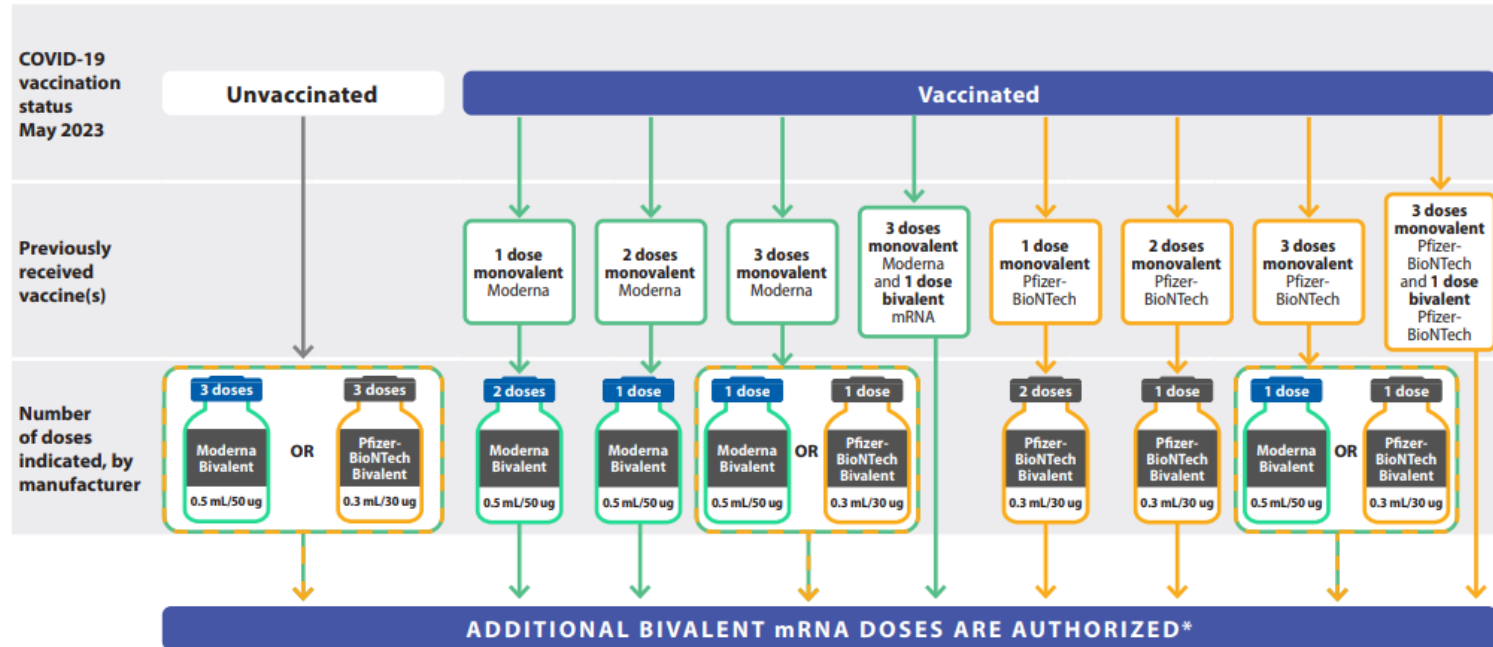 COVID-19
vaccination
status
May 2023
Unvaccinated
Vaccinated
Previously
received
vaccine(s)
1 dose
monovalent
Moderna
2 doses
monovalent
Moderna
3 doses
monovalent
Moderna
3 doses
monovalent
Moderna
and 1 dose
bivalent
mRNA
1 dose
monovalent
Pfizer-
BioNTech
2 doses
monovalent
Pfizer-
BioNTech
3 doses
monovalent
Pfizer-
BioNTech
3 doses
monovalent
Pfizer-
BioNTech
and 1 dose
bivalent
Pfizer-
BioNTech
Number
of doses
indicated, by
manufacturer
3 doses
Moderna
Bivalent
0.5 mL/50 ug
OR
3 doses
Pfizer-
BioNTech
Bivalent
0.3 mL/30 ug
2 doses
Moderna
Bivalent
0.5 mL/50 ug
1 dose
Moderna
Bivalent
0.5 mL/50 ug
1 dose
Moderna
Bivalent
0.5 mL/50 ug
OR
1 dose
Pfizer-
BioNTech
Bivalent
0.3 mL/30 ug
2 doses
Pfizer-
BioNTech
Bivalent
0.3 mL/30 ug
1 dose
Pfizer-
BioNTech
Bivalent
0.3 mL/30 ug
1 dose
Moderna
Bivalent
0.5 mL/50 ug
OR
1 dose
Pfizer-
BioNTech
Bivalent
0.3 mL/30 ug
ADDITIONAL BIVALENT mRNA DOSES ARE AUTHORIZED*